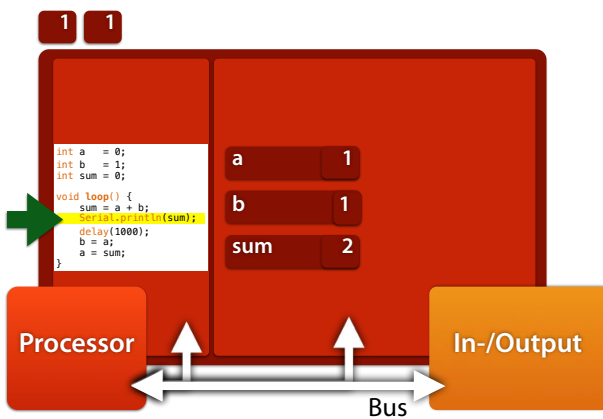 1 1
int a   = 0;
int b   = 1;
int sum = 0;
void loop() {
    sum = a + b;
    Serial.println(sum);
    delay(1000);
    b = a;
    a = sum;
}
a 1
b 1
sum 2
Processor
In-/Output
Bus